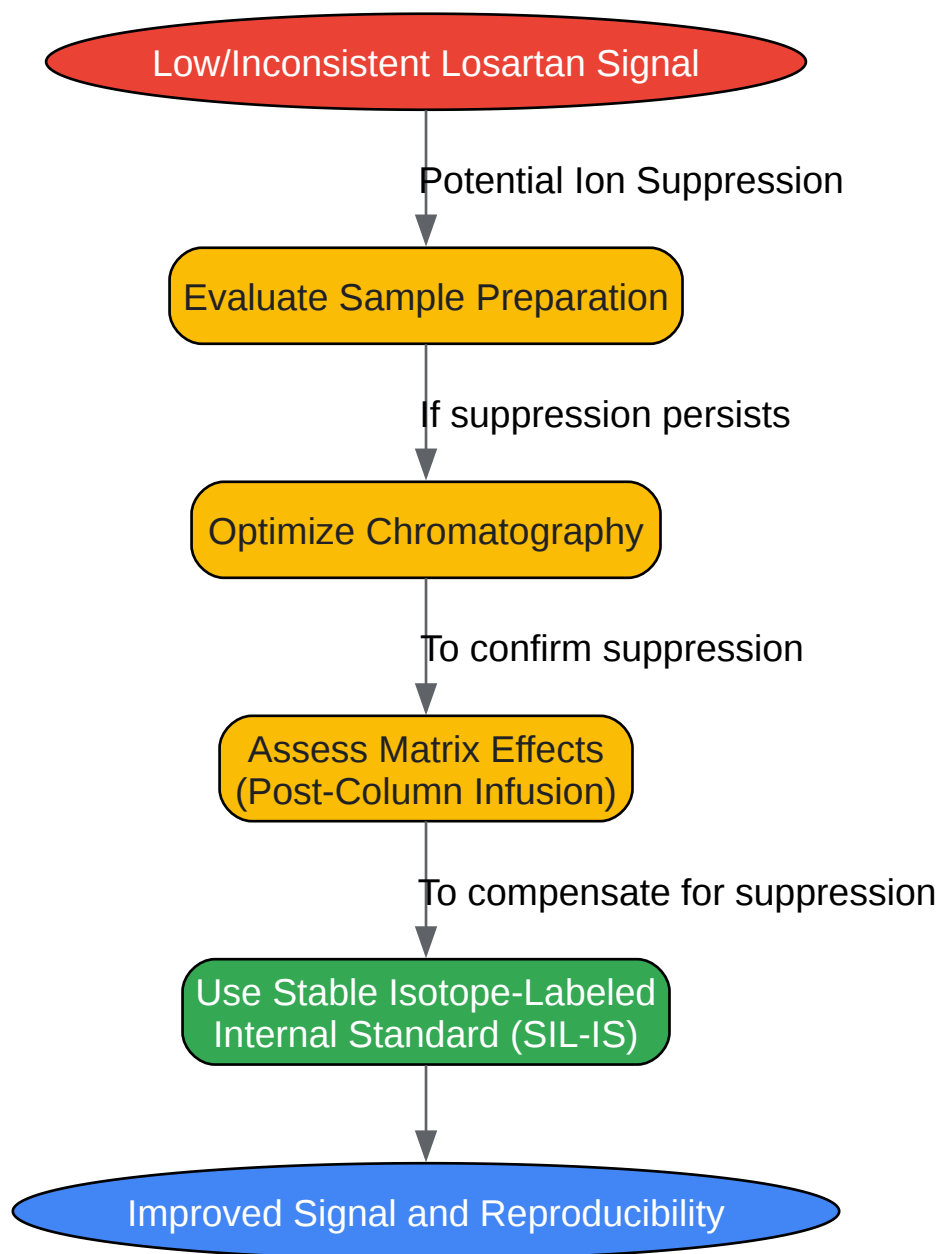 Low/Inconsistent Losartan Signal
Potential Ion Suppression
Evaluate Sample Preparation
If suppression persists
Optimize Chromatography
To confirm suppression
Assess Matrix Effects
(Post-Column Infusion)
To compensate for suppression
Use Stable Isotope-Labeled
Internal Standard (SIL-IS)
Improved Signal and Reproducibility